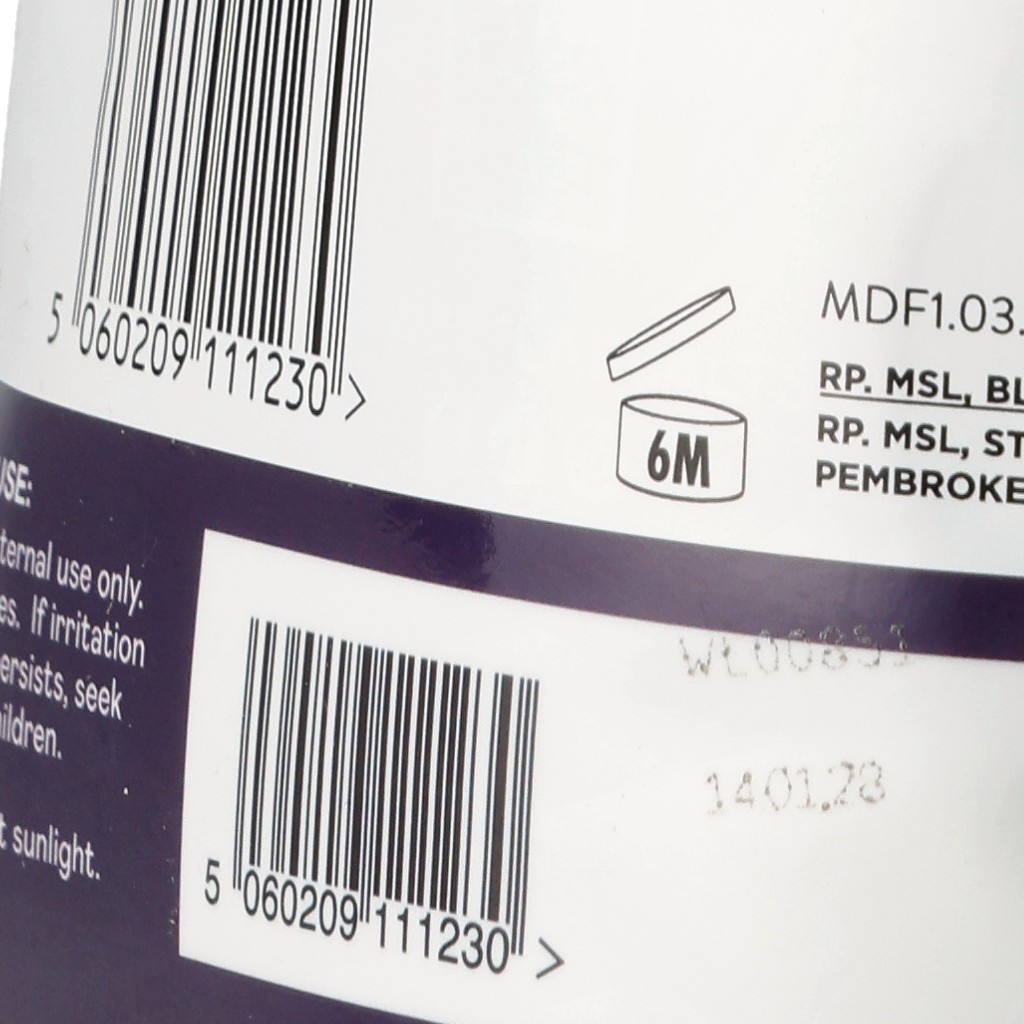 5 060209 111230 >
6M
MDF1.03.
RP. MSL, BL
RP. MSL, ST
PEMBROKE
USE:
ternal use only.
es. If irritation
ersists, seek
ildren.
t sunlight.
5 060209 111230 >
140128